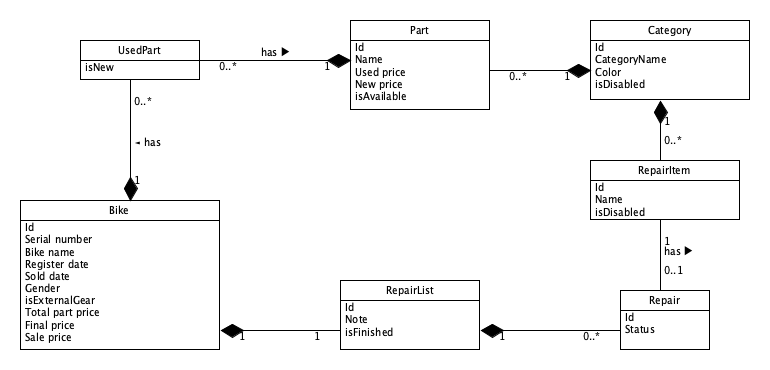 UsedPart
isNew
has ►
0..*
1
Part
Id
Name
Used price
New price
isAvailable
0..*
1
Category
Id
CategoryName
Color
isDisabled
1
0..*
RepairItem
Id
Name
isDisabled
1
has ►
0..1
Repair
Id
Status
0..*
◄ has
1
Bike
Id
Serial number
Bike name
Register date
Sold date
Gender
isExternalGear
Total part price
Final price
Sale price
1
1
RepairList
Id
Note
isFinished
1
0..*